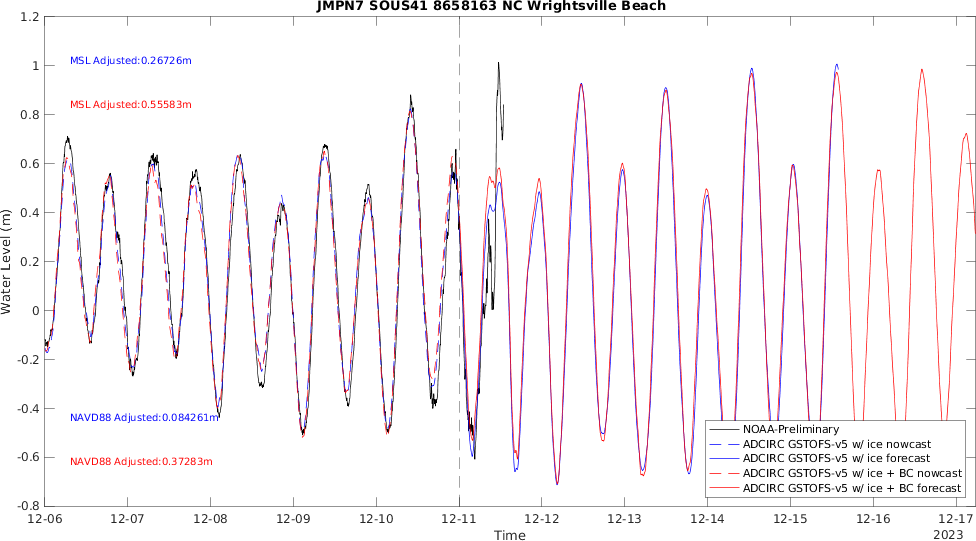 JMPN7 SOUS41 8658163 NC Wrightsville Beach
1.2
1
0.8
0.6
0.4
0.2
0
-0.2
-0.4
-0.6
-0.8
Water Level (m)
MSL Adjusted:0.26726m
MSL Adjusted:0.55583m
NAVD88 Adjusted:0.084261m
NAVD88 Adjusted:0.37283m
NOAA-Preliminary
ADCIRC GSTOFS-v5 w/ ice nowcast
ADCIRC GSTOFS-v5 w/ ice forecast
ADCIRC GSTOFS-v5 w/ ice + BC nowcast
ADCIRC GSTOFS-v5 w/ ice + BC forecast
12-06 12-07 12-08 12-09 12-10 12-11 12-12 12-13 12-14 12-15 12-16 12-17
Time
2023